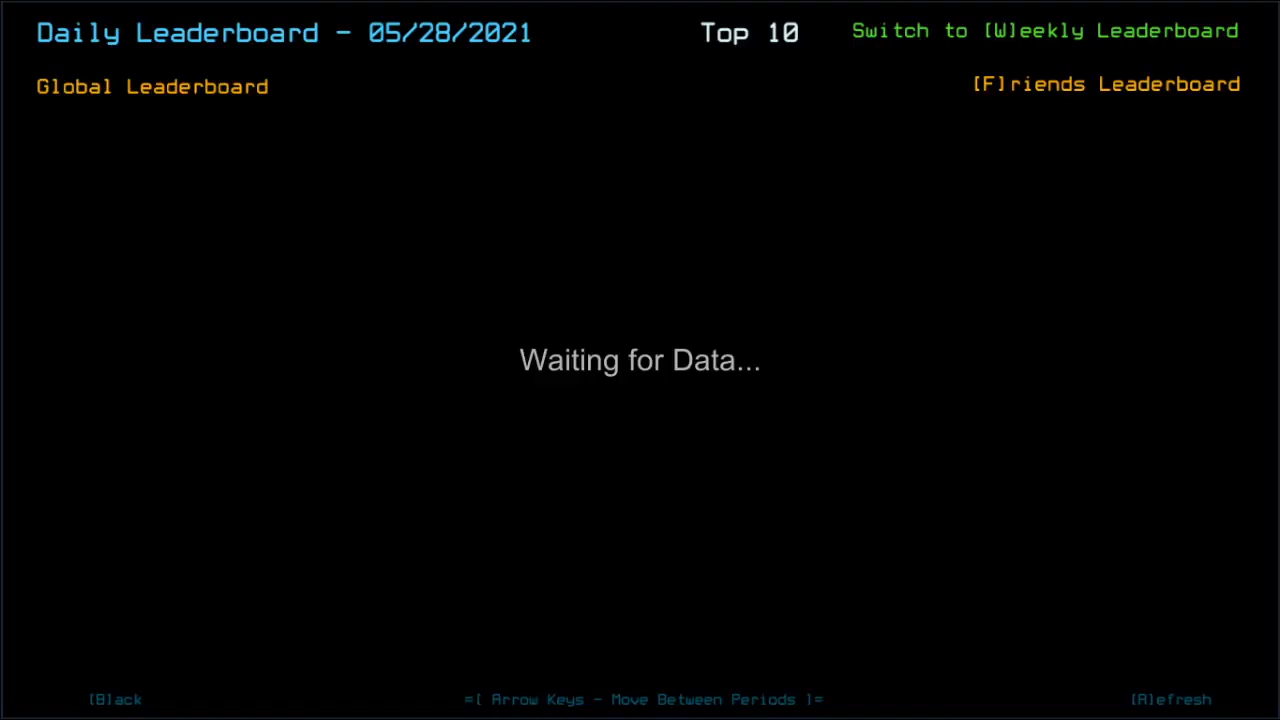 Daily Leaderboard - 05/28/2021
Top 10
Switch to [W]eekly Leaderboard
Global Leaderboard
[F]riends Leaderboard
Waiting for Data...
[B]ack
=[ Arrow Keys - Move Between Periods ]=
[R]efresh